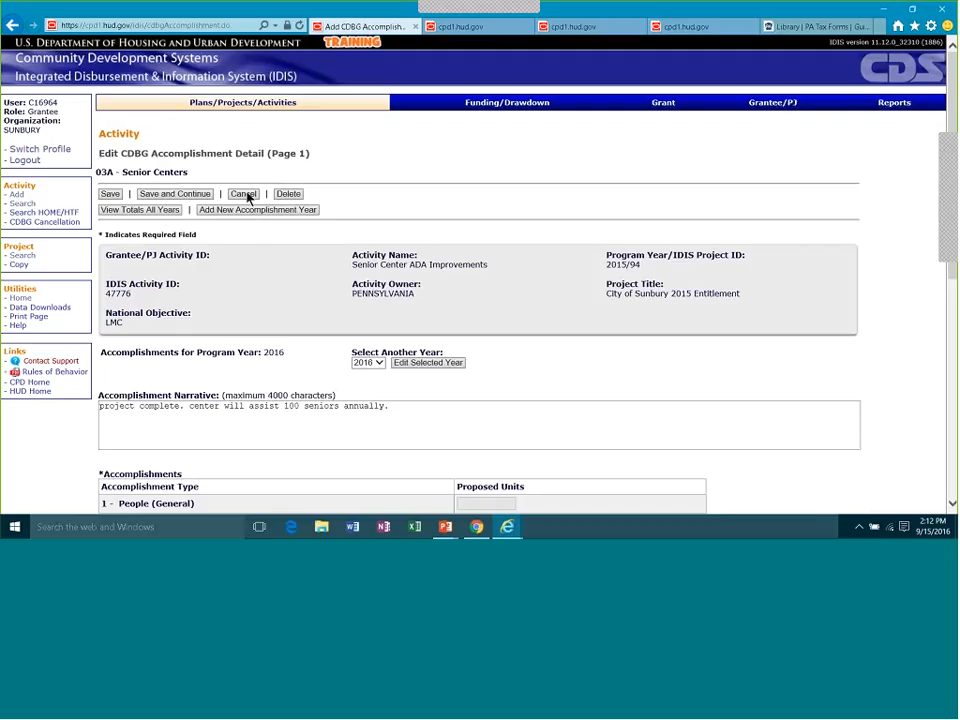 https://cpd1.hud.gov/idis/cdbgAccomplishment.do
Add CDBG Accomplish...
cpd1.hud.gov
cpd1.hud.gov
cpd1.hud.gov
Library | PA Tax Forms | Gu...
U.S. DEPARTMENT OF HOUSING AND URBAN DEVELOPMENT
TRAINING
IDIS version 11.12.0_32310 (1886)
Community Development Systems
Integrated Disbursement & Information System (IDIS)
CDS
User: C16964
Role: Grantee
Organization:
SUNBURY
- Switch Profile
- Logout
Plans/Projects/Activities
Funding/Drawdown
Grant
Grantee/PJ
Reports
Activity
- Add
- Search
- Search HOME/HTF
- CDBG Cancellation
Project
- Search
- Copy
Utilities
- Home
- Data Downloads
- Print Page
- Help
Links
- Contact Support
- Rules of Behavior
- CPD Home
- HUD Home
Activity
Edit CDBG Accomplishment Detail (Page 1)
03A - Senior Centers
Save | Save and Continue | Cancel | Delete
View Totals All Years | Add New Accomplishment Year
* Indicates Required Field
Grantee/PJ Activity ID:
Activity Name:
Senior Center ADA Improvements
Program Year/IDIS Project ID:
2015/94
IDIS Activity ID:
47776
Activity Owner:
PENNSYLVANIA
Project Title:
City of Sunbury 2015 Entitlement
National Objective:
LMC
Accomplishments for Program Year: 2016
Select Another Year:
2016 Edit Selected Year
Accomplishment Narrative: (maximum 4000 characters)
project complete. center will assist 100 seniors annually.
*Accomplishments
Accomplishment Type
Proposed Units
1 - People (General)
Search the web and Windows
2:12 PM
9/15/2016